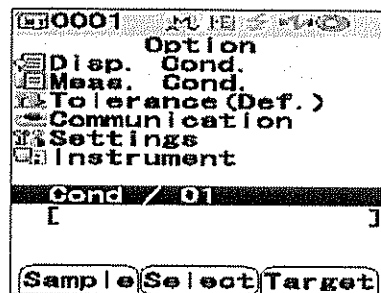 0001
Option
Disp. Cond.
Meas. Cond.
Tolerance(Def.)
Communication
Settings
Instrument
Cond / 01
[ ]
Sample Select Target